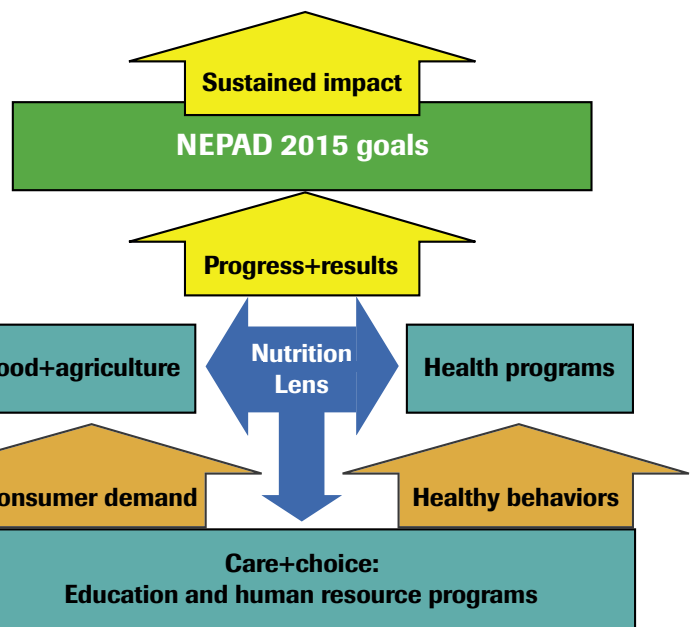 Sustained impact
NEPAD 2015 goals
Progress+results
ood+agriculture
Nutrition
Lens
Health programs
onsumer demand
Healthy behaviors
Care+choice:
Education and human resource programs